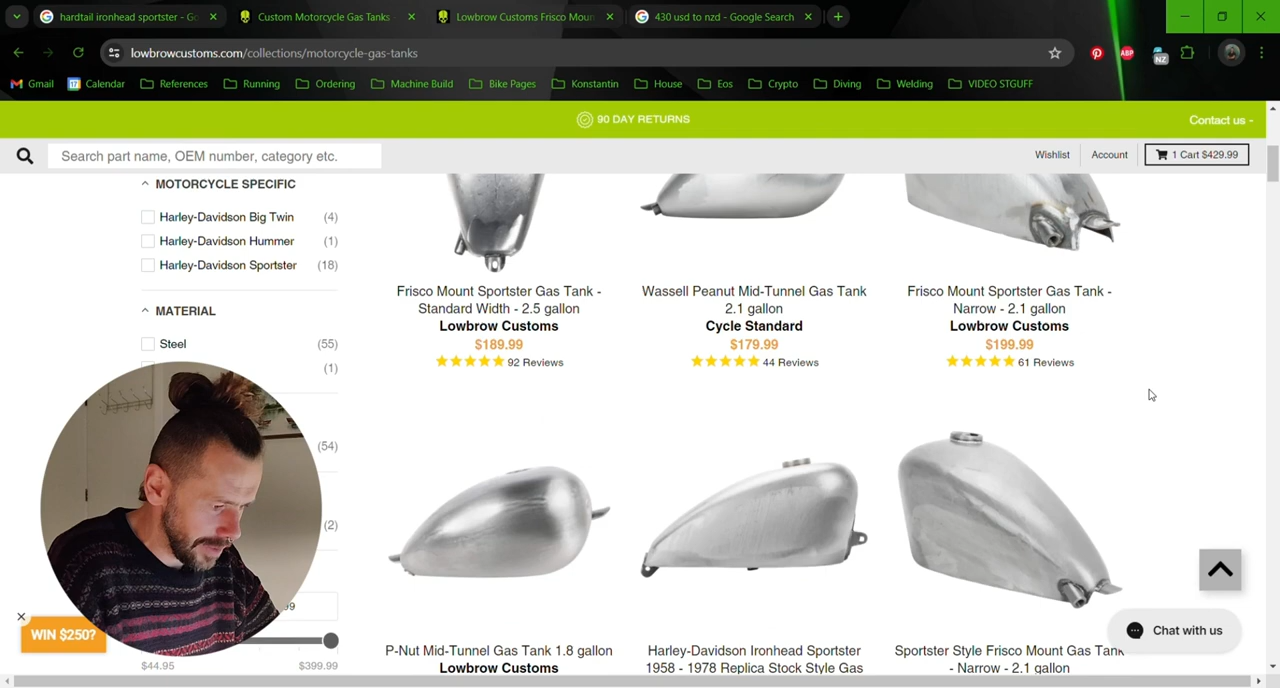 hardtail ironhead sportster - Go
Custom Motorcycle Gas Tanks
Lowbrow Customs Frisco Moun
430 usd to nzd - Google Search
lowbrowcustoms.com/collections/motorcycle-gas-tanks
ABP
NZ
Gmail
Calendar
References
Running
Ordering
Machine Build
Bike Pages
Konstantin
House
Eos
Crypto
Diving
Welding
VIDEO STGUFF
90 DAY RETURNS
Contact us -
Search part name, OEM number, category etc.
Wishlist
Account
1 Cart $429.99
MOTORCYCLE SPECIFIC
Harley-Davidson Big Twin (4)
Harley-Davidson Hummer (1)
Harley-Davidson Sportster (18)
MATERIAL
Steel (55)
(1)
(54)
(2)
99
$44.95 $399.99
WIN $250?
Frisco Mount Sportster Gas Tank -
Standard Width - 2.5 gallon
Lowbrow Customs
$189.99
92 Reviews
Wassell Peanut Mid-Tunnel Gas Tank
2.1 gallon
Cycle Standard
$179.99
44 Reviews
Frisco Mount Sportster Gas Tank -
Narrow - 2.1 gallon
Lowbrow Customs
$199.99
61 Reviews
P-Nut Mid-Tunnel Gas Tank 1.8 gallon
Lowbrow Customs
Harley-Davidson Ironhead Sportster
1958 - 1978 Replica Stock Style Gas
Sportster Style Frisco Mount Gas Tank
- Narrow - 2.1 gallon
Chat with us